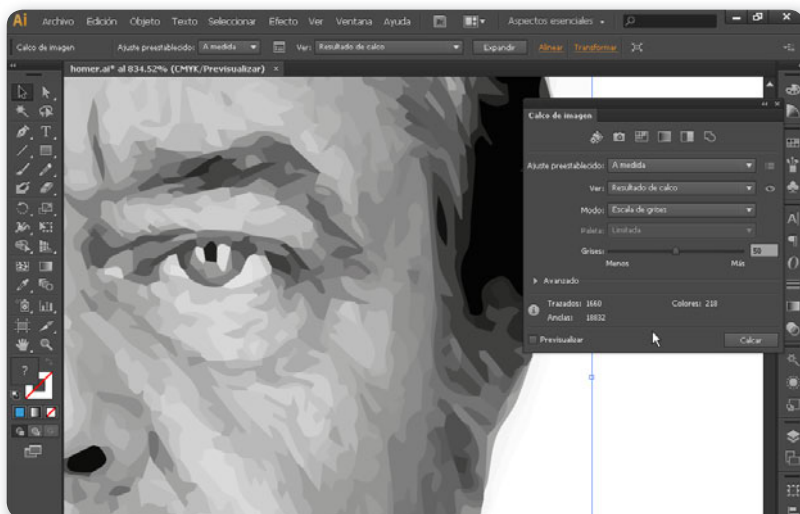 Ai Archivo Edición Objeto Texto Seleccionar Efecto Ver Ventana Ayuda Aspectos esenciales
Calco de imagen Ajuste preestablecido: A medida Ver: Resultado de calco Expandir Alinear Transformar
homer.ai* al 834.52% (CMYK/Previsualizar) ×
Calco de imagen
Ajuste preestablecido: A medida
Ver: Resultado de calco
Modo: Escala de grises
Paleta: Limitada
Grises: 50
Menos Más
Avanzado
Trazados: 1660 Colores: 218
Anclas: 18832
Previsualizar Calcar